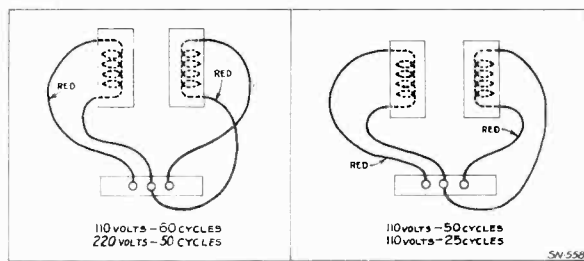 RED
RED
110 VOLTS-60 CYCLES
220 VOLTS-50 CYCLES
RED
RED
110 VOLTS-50 CYCLES
110 VOLTS-25 CYCLES
SN-558